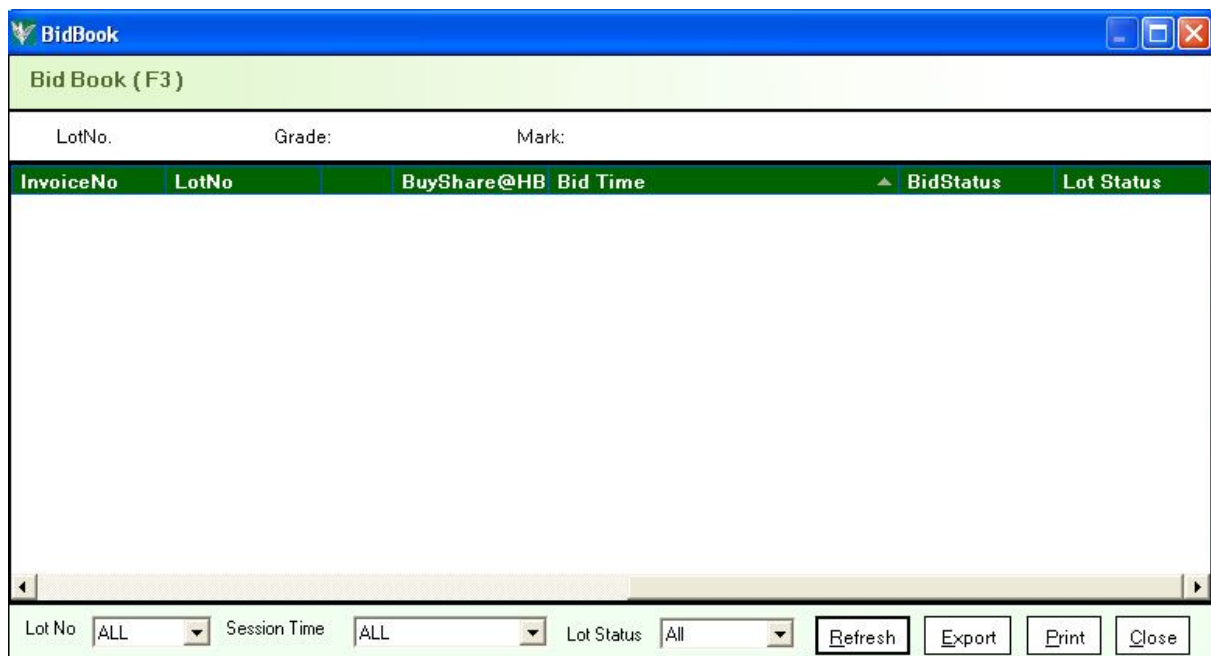 BidBook
Bid Book ( F3 )
LotNo. Grade: Mark:
InvoiceNo LotNo BuyShare@HB Bid Time BidStatus Lot Status
Lot No ALL Session Time ALL Lot Status All Refresh Export Print Close